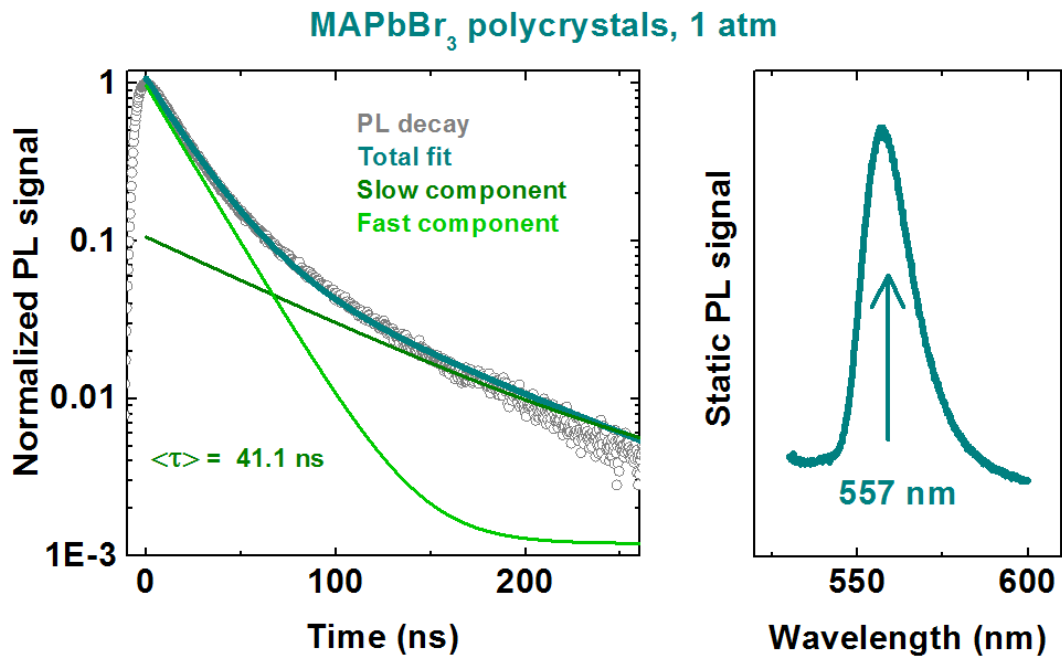 MAPbBr₃ polycrystals, 1 atm
Normalized PL signal
1
0.1
0.01
1E-3
PL decay
Total fit
Slow component
Fast component
<τ> = 41.1 ns
0
100
200
Time (ns)
Static PL signal
557 nm
550
600
Wavelength (nm)